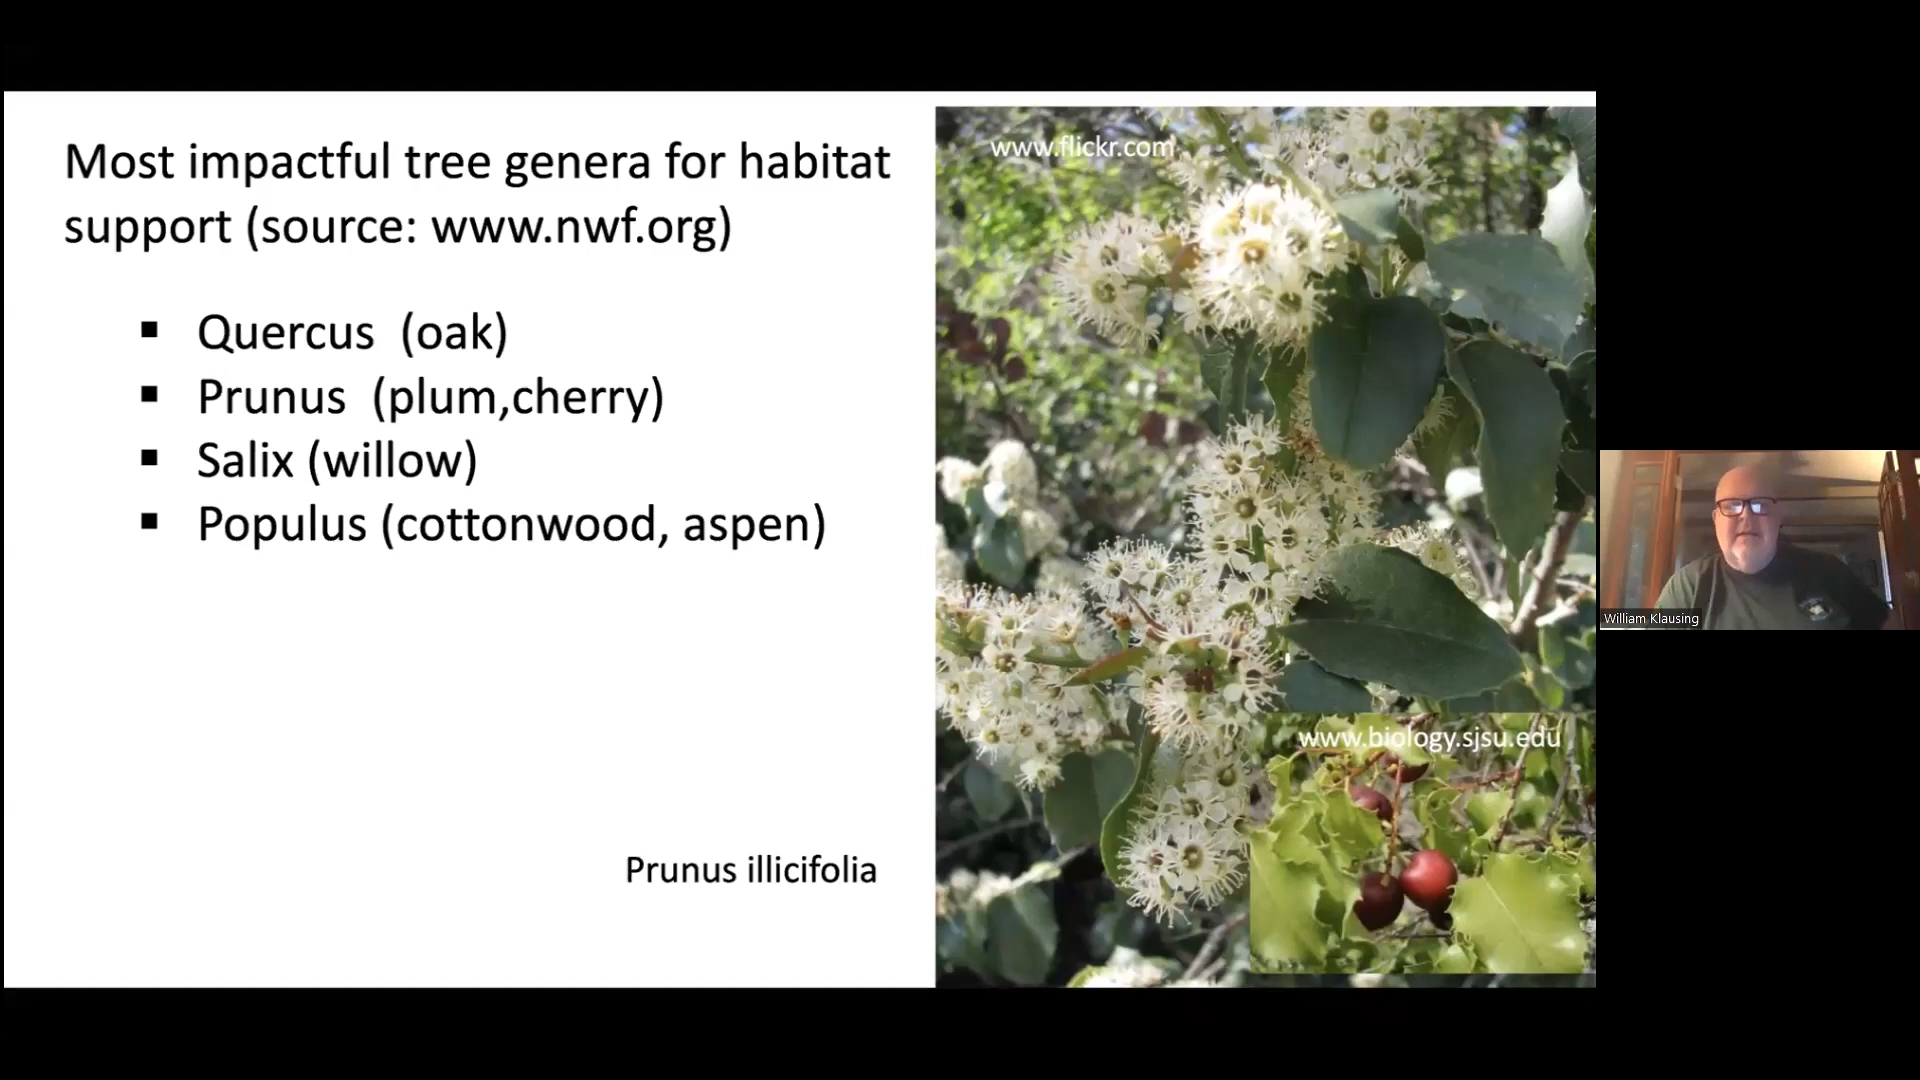 Most impactful tree genera for habitat
support (source: www.nwf.org)
▪ Quercus (oak)
▪ Prunus (plum,cherry)
▪ Salix (willow)
▪ Populus (cottonwood, aspen)
Prunus illicifolia
www.flickr.com
www.biology.sjsu.edu
William Klausing